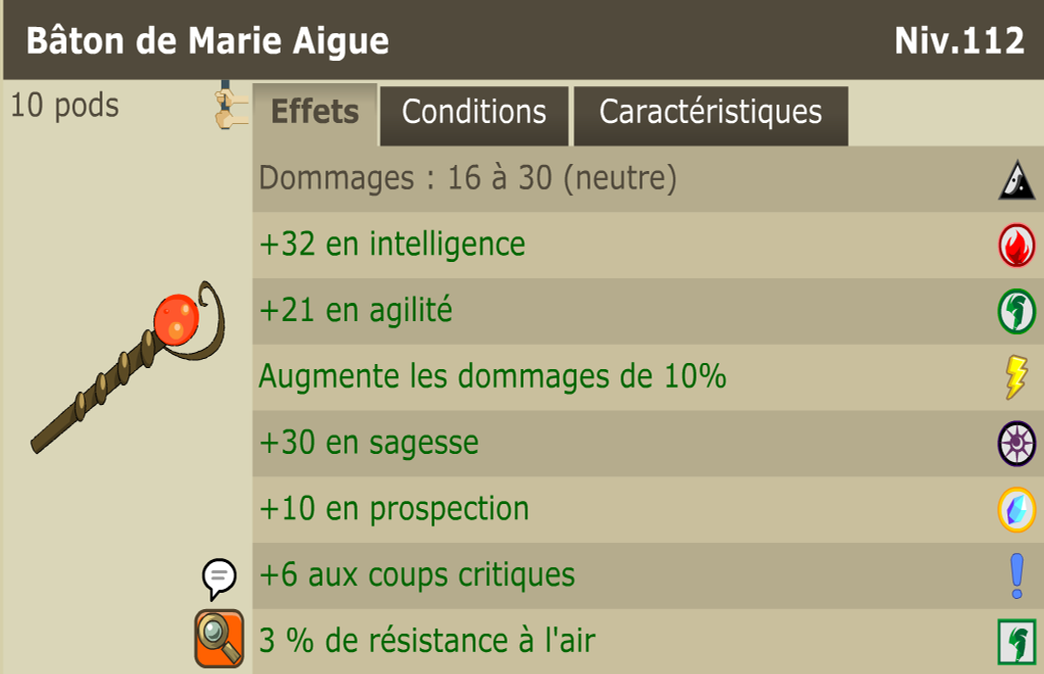 Bâton de Marie Aigue
Niv.112
10 pods
Effets
Conditions
Caractéristiques
Dommages : 16 à 30 (neutre)
+32 en intelligence
+21 en agilité
Augmente les dommages de 10%
+30 en sagesse
+10 en prospection
+6 aux coups critiques
3 % de résistance à l'air